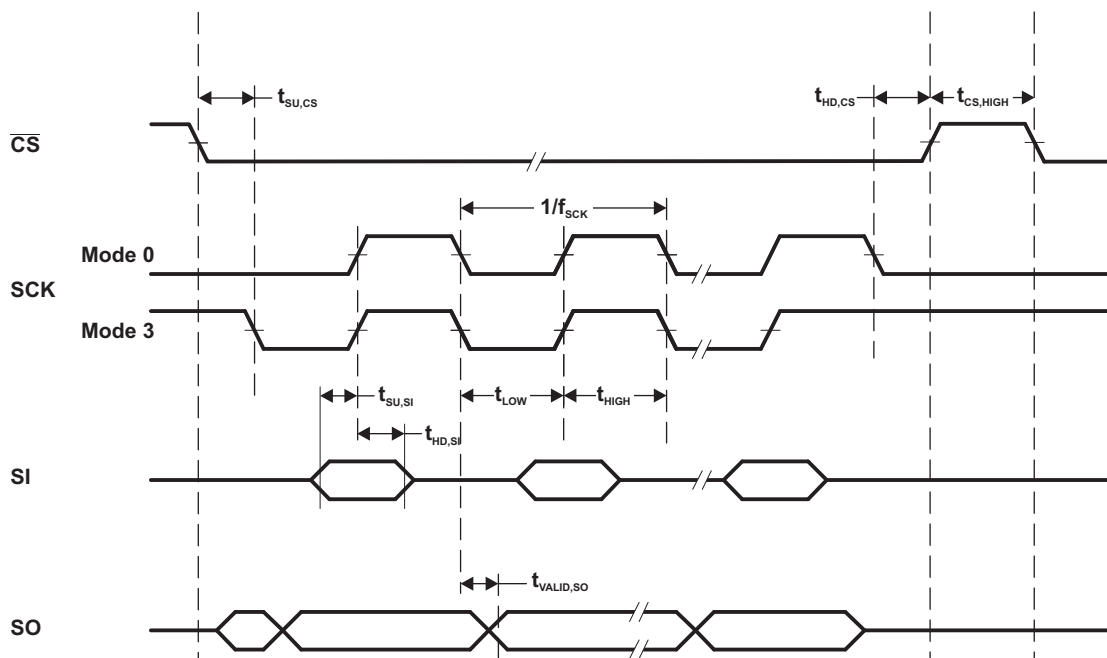 t_SU,CS t_HD,CS t_CS,HIGH
C̅S̅
1/f_SCK
Mode 0
SCK
Mode 3
t_SU,SI t_LOW t_HIGH
t_HD,SI
SI
t_VALID,SO
SO